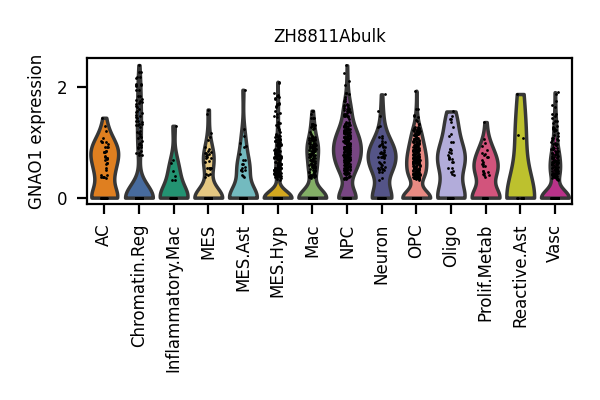 ZH8811Abulk
GNAO1 expression
2
0
AC
Chromatin.Reg
Inflammatory.Mac
MES
MES.Ast
MES.Hyp
Mac
NPC
Neuron
OPC
Oligo
Prolif.Metab
Reactive.Ast
Vasc